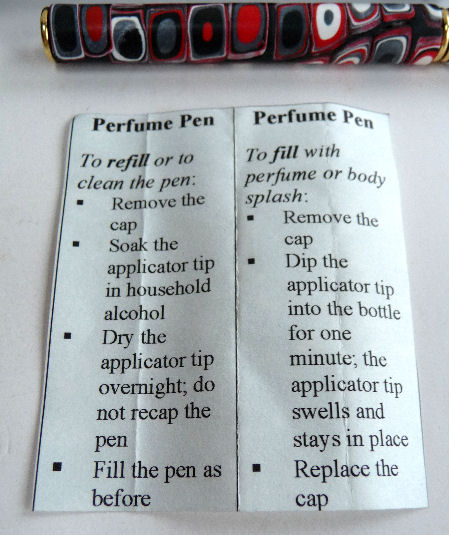 Perfume Pen
To refill or to
clean the pen:
▪ Remove the
cap
▪ Soak the
applicator tip
in household
alcohol
▪ Dry the
applicator tip
overnight; do
not recap the
pen
▪ Fill the pen as
before
Perfume Pen
To fill with
perfume or body
splash:
▪ Remove the
cap
▪ Dip the
applicator tip
into the bottle
for one
minute; the
applicator tip
swells and
stays in place
▪ Replace the
cap